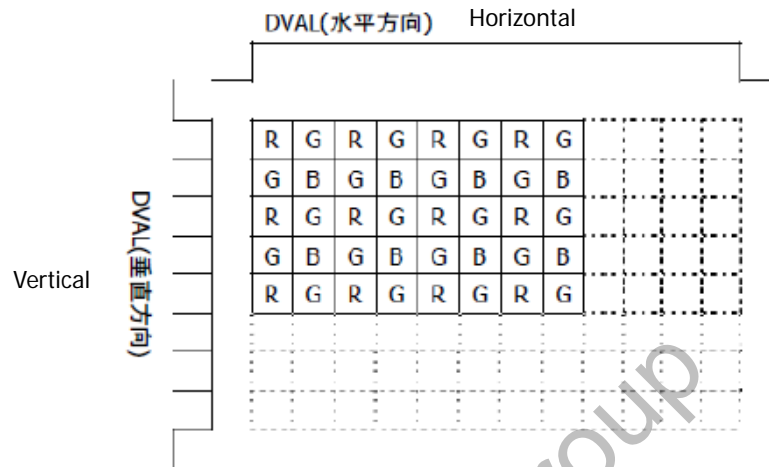 DVAL(水平方向) Horizontal
R G R G R G R G
G B G B G B G B
R G R G R G R G
G B G B G B G B
R G R G R G R G
Vertical
DVAL(垂直方向)